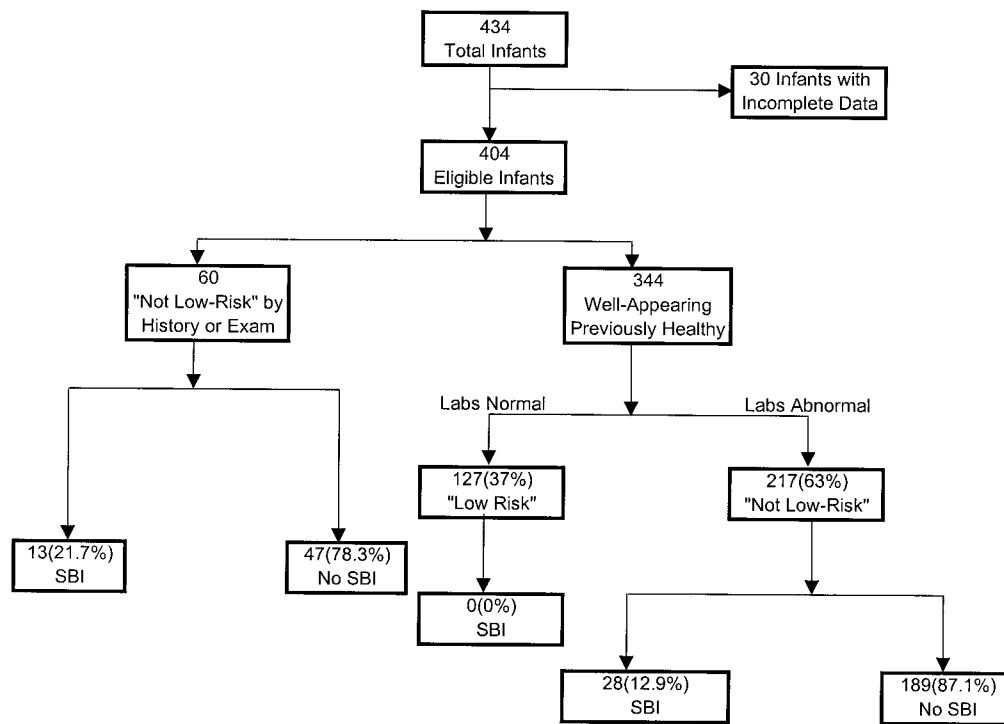 434
Total Infants
30 Infants with
Incomplete Data
404
Eligible Infants
60
"Not Low-Risk" by
History or Exam
344
Well-Appearing
Previously Healthy
Labs Normal
Labs Abnormal
127(37%)
"Low Risk"
217(63%)
"Not Low-Risk"
13(21.7%)
SBI
47(78.3%)
No SBI
0(0%)
SBI
28(12.9%)
SBI
189(87.1%)
No SBI